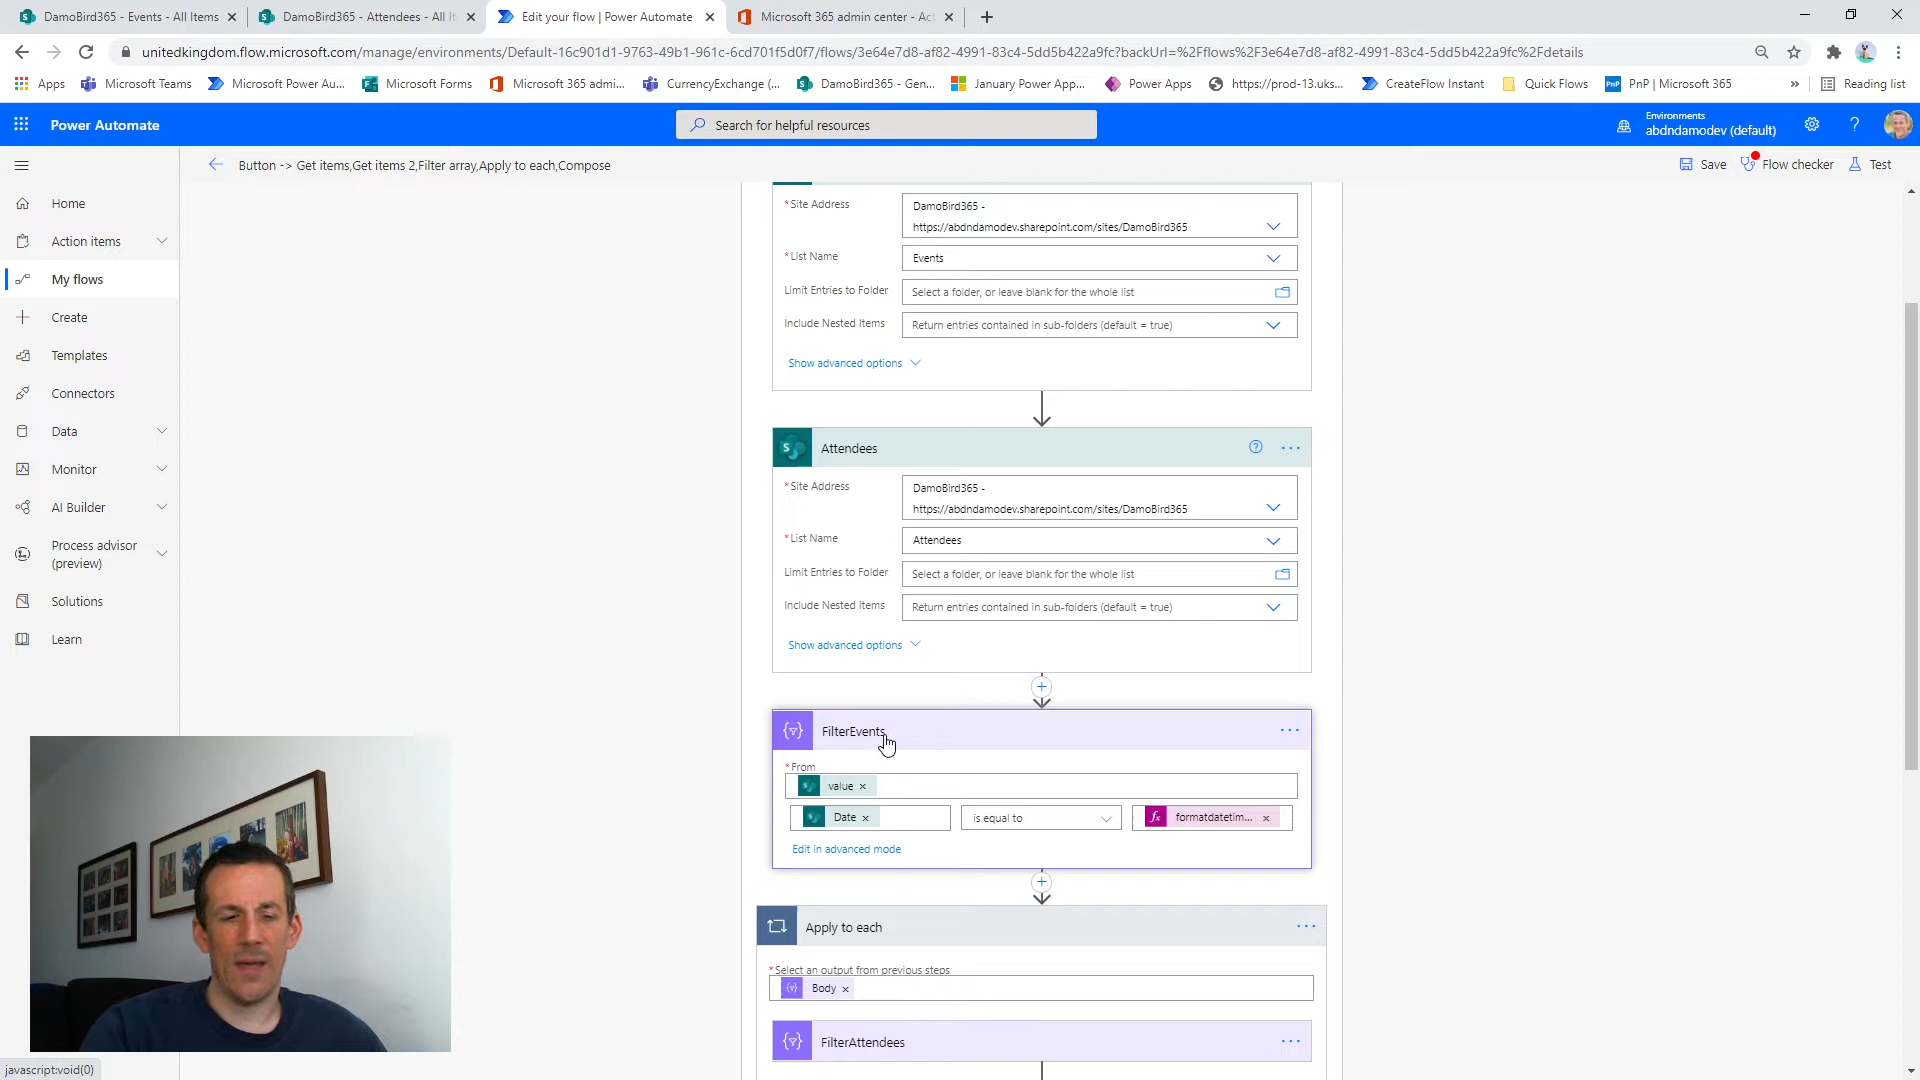 DamoBird365 - Events - All Items
DamoBird365 - Attendees - All It
Edit your flow | Power Automate
Microsoft 365 admin center - Act
unitedkingdom.flow.microsoft.com/manage/environments/Default-16c901d1-9763-49b1-961c-6cd701f5d0f7/flows/3e64e7d8-af82-4991-83c4-5dd5b422a9fc?backUrl=%2Fflows%2F3e64e7d8-af82-4991-83c4-5dd5b422a9fc%2Fdetails
Apps
Microsoft Teams
Microsoft Power Au...
Microsoft Forms
Microsoft 365 admi...
CurrencyExchange (...
DamoBird365 - Gen...
January Power App...
Power Apps
https://prod-13.uks...
CreateFlow Instant
Quick Flows
PnP | Microsoft 365
Reading list
Power Automate
Search for helpful resources
Environments
abdndamodev (default)
Button -> Get items,Get items 2,Filter array,Apply to each,Compose
Save
Flow checker
Test
Home
Action items
My flows
Create
Templates
Connectors
Data
Monitor
AI Builder
Process advisor
(preview)
Solutions
Learn
*Site Address
DamoBird365 -
https://abdndamodev.sharepoint.com/sites/DamoBird365
*List Name
Events
Limit Entries to Folder
Select a folder, or leave blank for the whole list
Include Nested Items
Return entries contained in sub-folders (default = true)
Show advanced options
Attendees
*Site Address
DamoBird365 -
https://abdndamodev.sharepoint.com/sites/DamoBird365
*List Name
Attendees
Limit Entries to Folder
Select a folder, or leave blank for the whole list
Include Nested Items
Return entries contained in sub-folders (default = true)
Show advanced options
FilterEvents
*From
value
Date
is equal to
formatdatetim...
Edit in advanced mode
Apply to each
*Select an output from previous steps
Body
FilterAttendees
javascript:void(0)